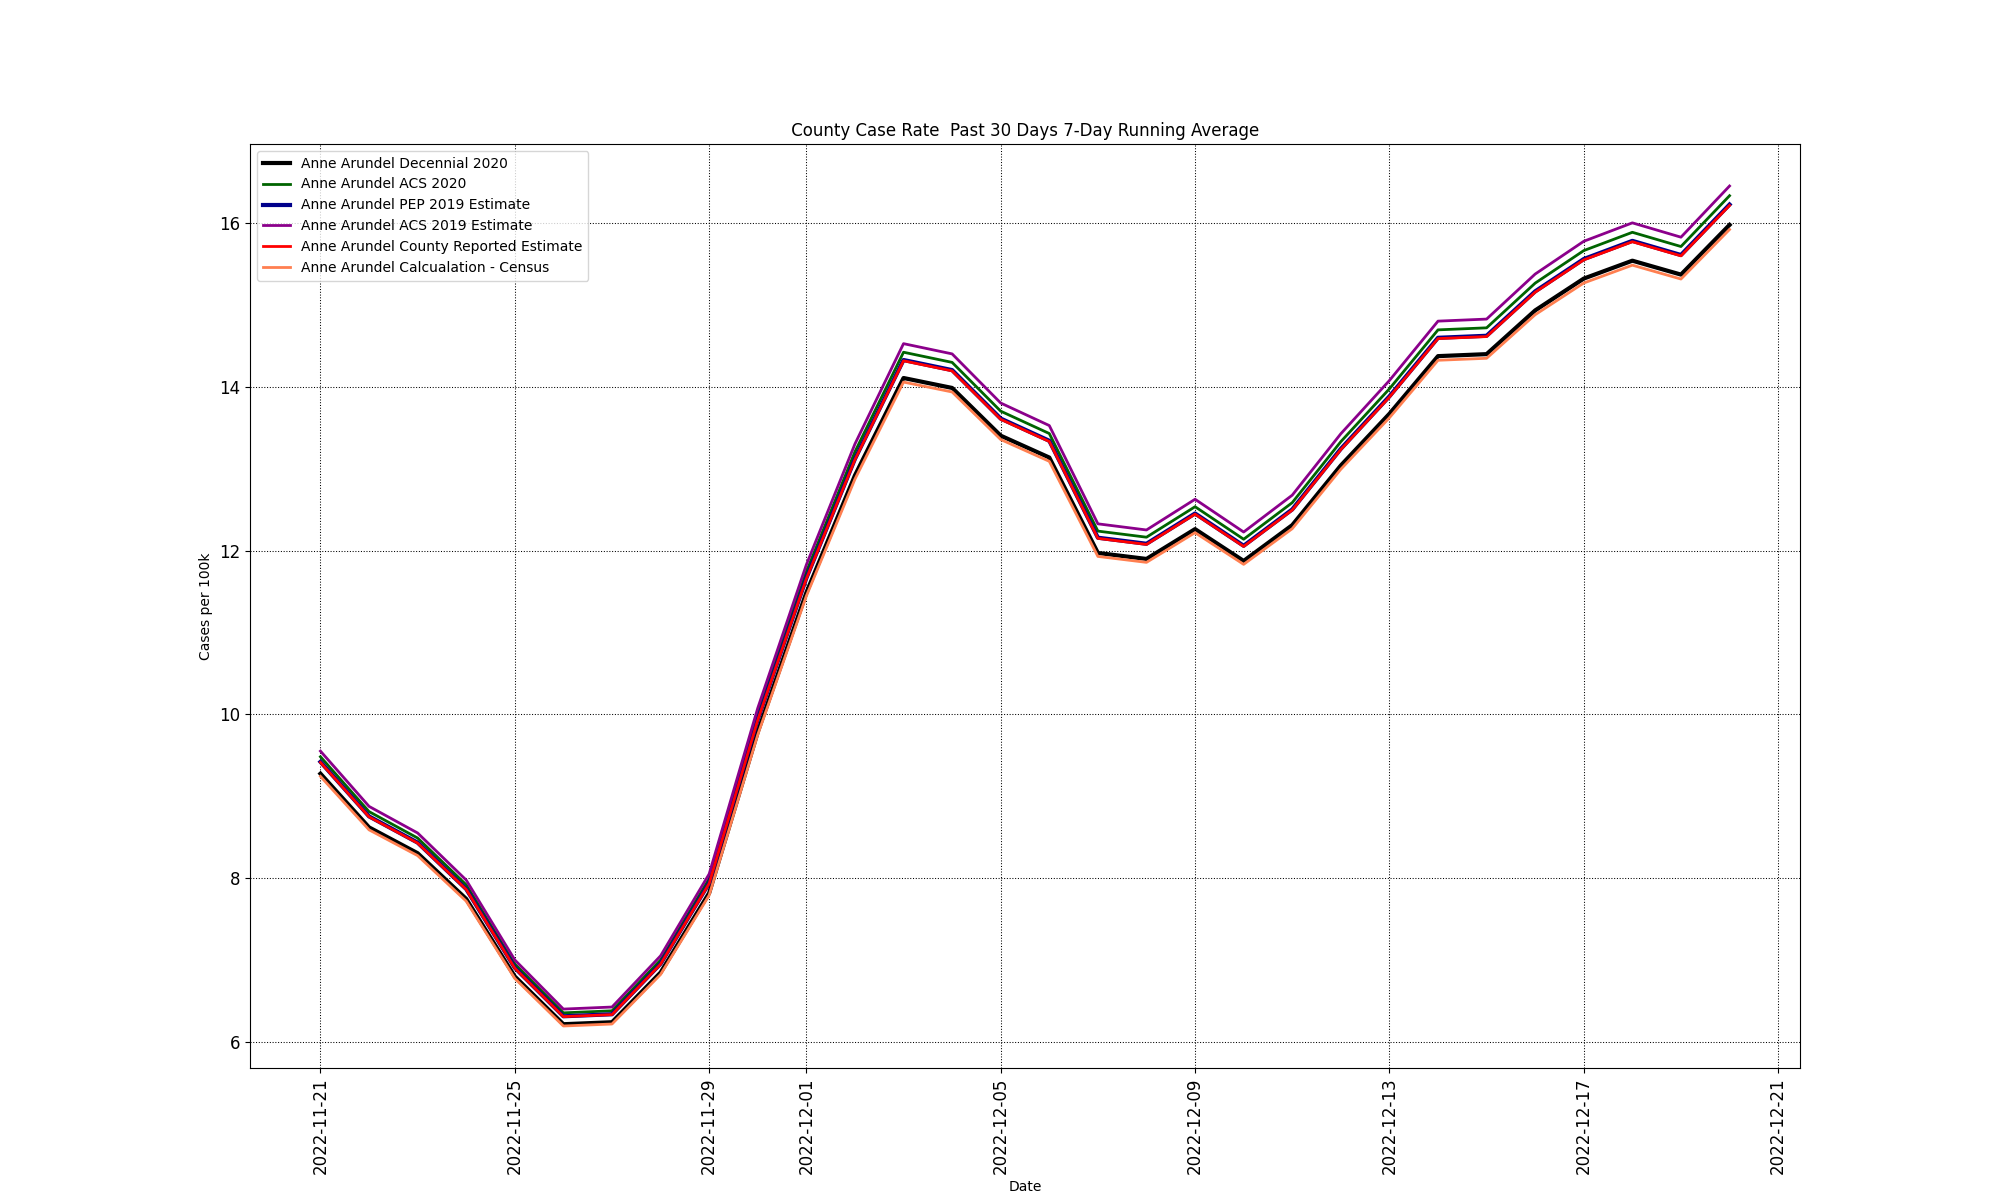 County Case Rate  Past 30 Days 7-Day Running Average
Anne Arundel Decennial 2020
Anne Arundel ACS 2020
Anne Arundel PEP 2019 Estimate
Anne Arundel ACS 2019 Estimate
Anne Arundel County Reported Estimate
Anne Arundel Calcualation - Census
Cases per 100k
16
14
12
10
8
6
2022-11-21
2022-11-25
2022-11-29
2022-12-01
2022-12-05
2022-12-09
2022-12-13
2022-12-17
2022-12-21
Date